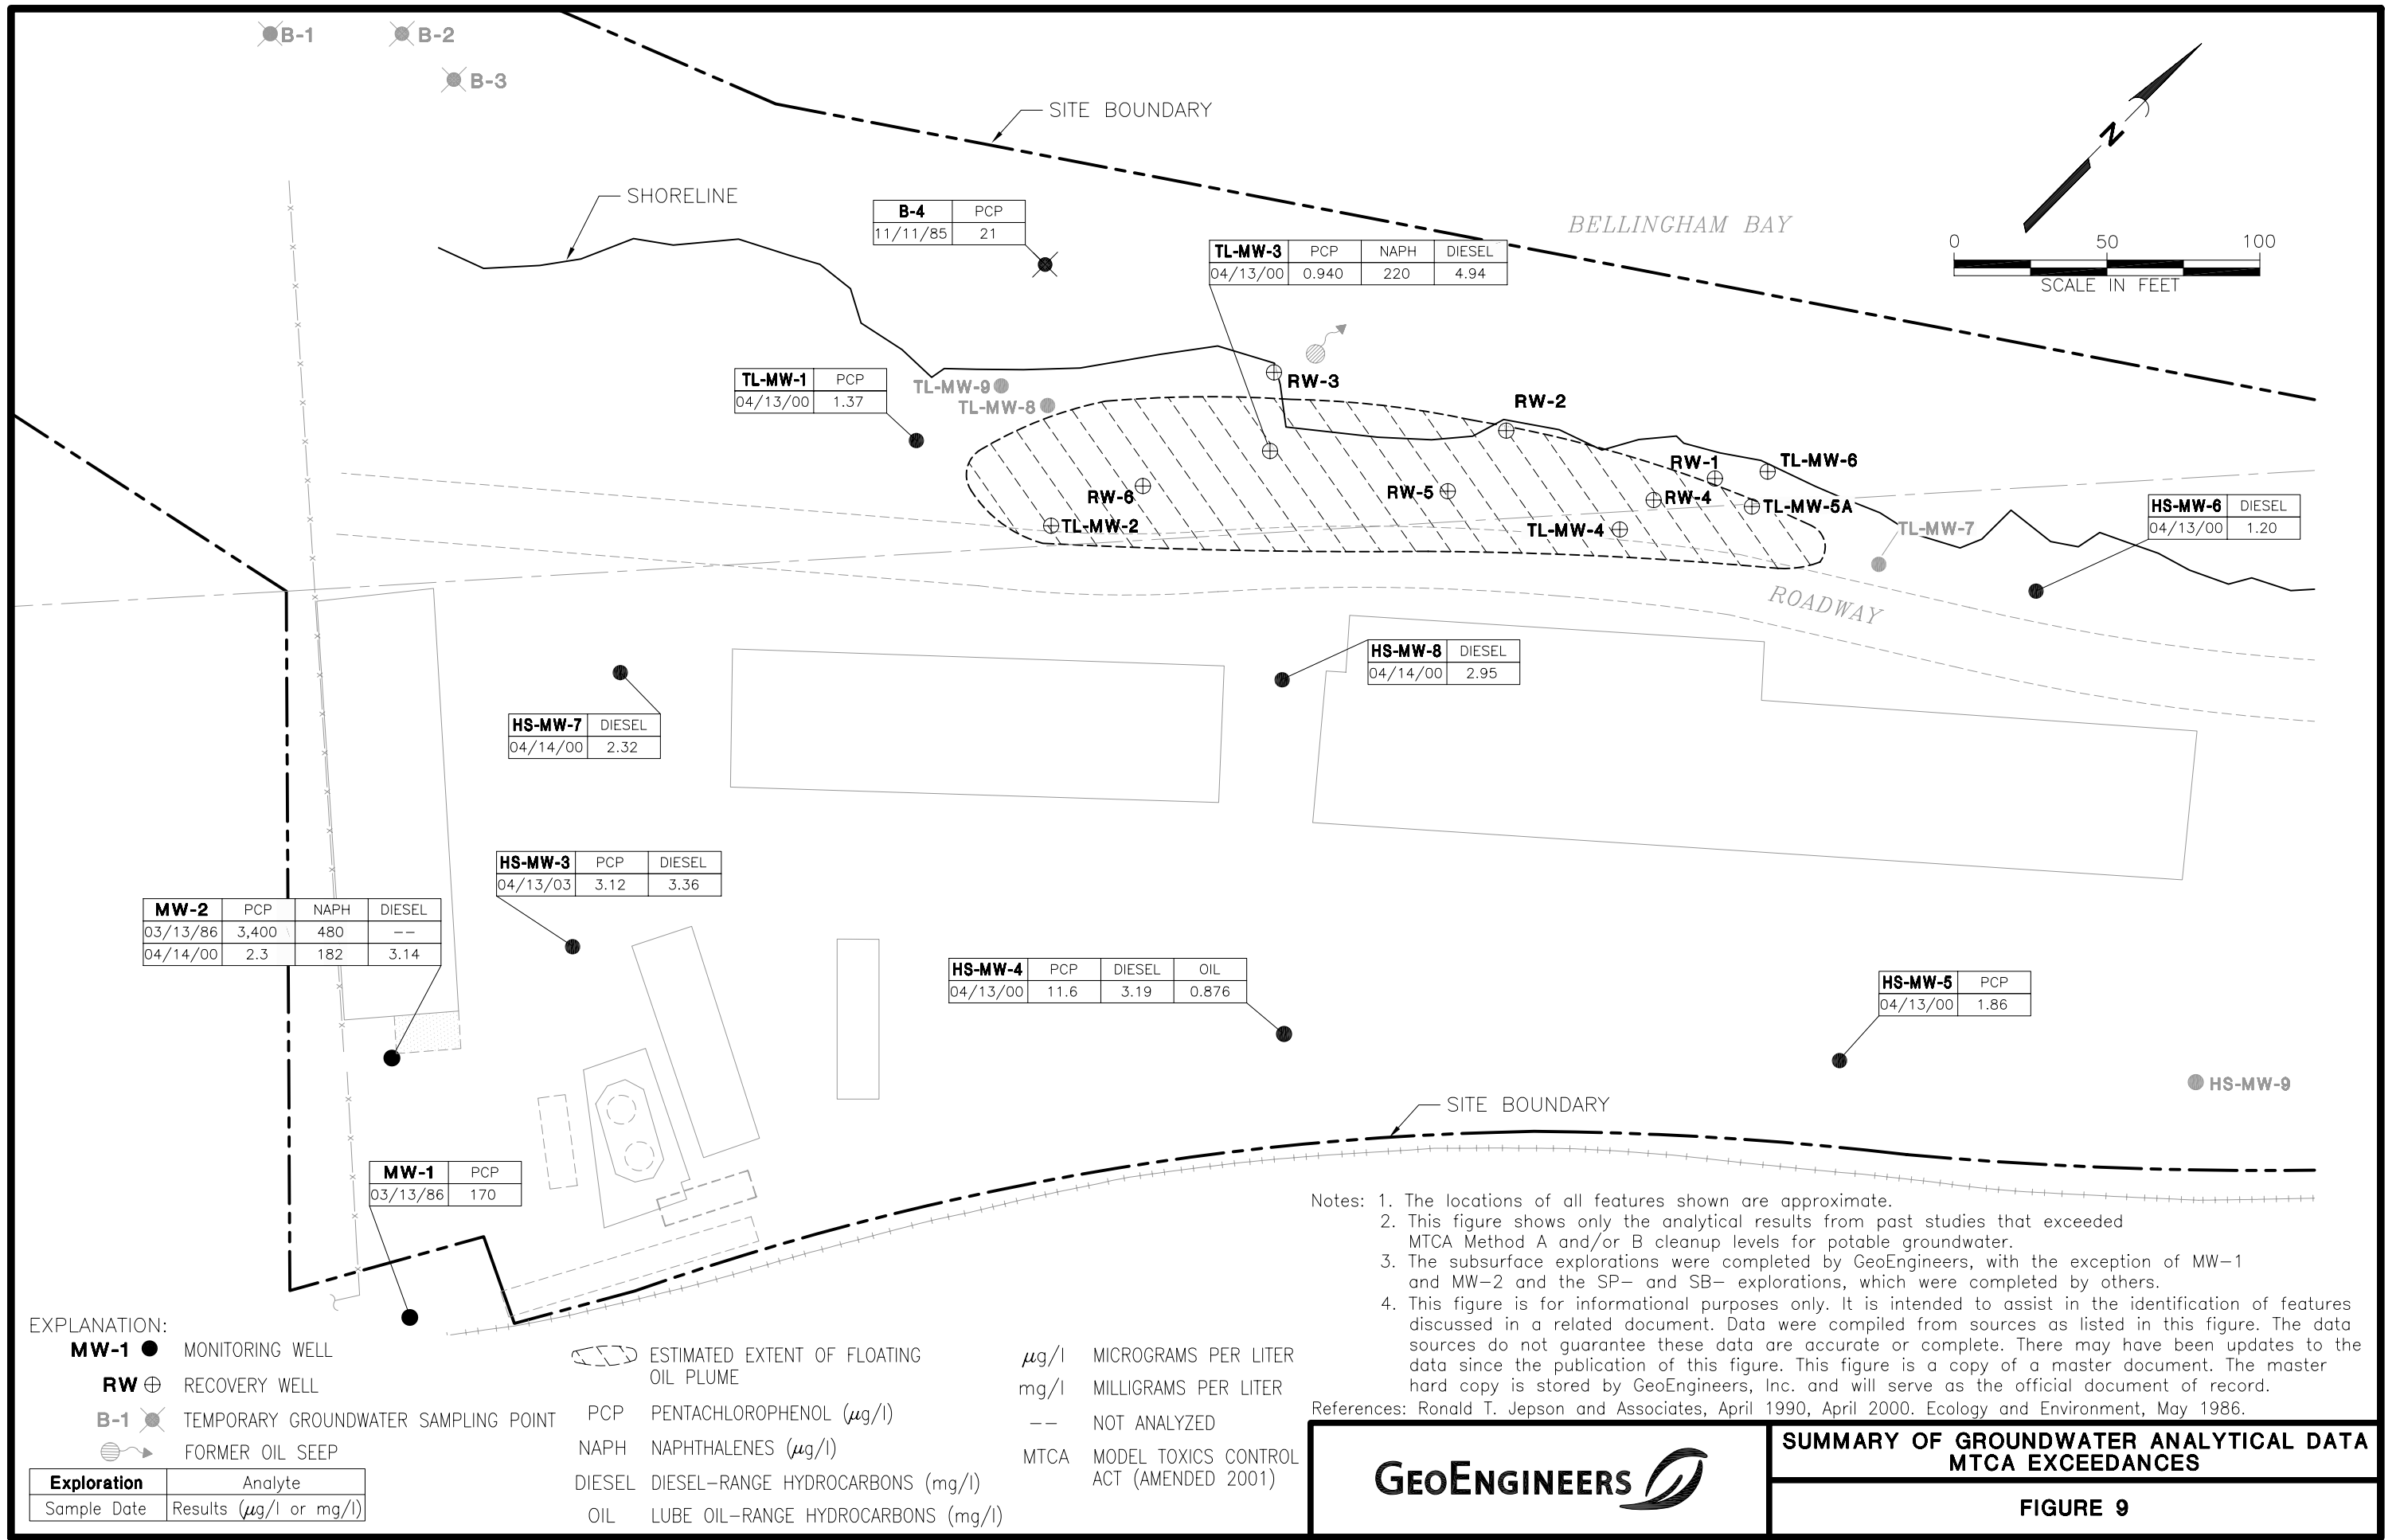 B-1
B-2
B-3
SITE BOUNDARY
SHORELINE
BELLINGHAM BAY
N
0 50 100
SCALE IN FEET
B-4 PCP
11/11/85 21
TL-MW-3 PCP NAPH DIESEL
04/13/00 0.940 220 4.94
TL-MW-1 PCP
04/13/00 1.37
TL-MW-9
TL-MW-8
RW-3
RW-2
RW-1
TL-MW-6
RW-6
RW-5
RW-4
TL-MW-5A
TL-MW-2
TL-MW-4
TL-MW-7
HS-MW-6 DIESEL
04/13/00 1.20
ROADWAY
HS-MW-8 DIESEL
04/14/00 2.95
HS-MW-7 DIESEL
04/14/00 2.32
HS-MW-3 PCP DIESEL
04/13/03 3.12 3.36
MW-2 PCP NAPH DIESEL
03/13/86 3,400 480 --
04/14/00 2.3 182 3.14
HS-MW-4 PCP DIESEL OIL
04/13/00 11.6 3.19 0.876
HS-MW-5 PCP
04/13/00 1.86
HS-MW-9
SITE BOUNDARY
MW-1 PCP
03/13/86 170
Notes: 1. The locations of all features shown are approximate.
2. This figure shows only the analytical results from past studies that exceeded
MTCA Method A and/or B cleanup levels for potable groundwater.
3. The subsurface explorations were completed by GeoEngineers, with the exception of MW-1
and MW-2 and the SP- and SB- explorations, which were completed by others.
4. This figure is for informational purposes only. It is intended to assist in the identification of features
discussed in a related document. Data were compiled from sources as listed in this figure. The data
sources do not guarantee these data are accurate or complete. There may have been updates to the
data since the publication of this figure. This figure is a copy of a master document. The master
hard copy is stored by GeoEngineers, Inc. and will serve as the official document of record.
References: Ronald T. Jepson and Associates, April 1990, April 2000. Ecology and Environment, May 1986.
EXPLANATION:
MW-1 MONITORING WELL
RW RECOVERY WELL
B-1 TEMPORARY GROUNDWATER SAMPLING POINT
FORMER OIL SEEP
Exploration Analyte
Sample Date Results (µg/l or mg/l)
ESTIMATED EXTENT OF FLOATING
OIL PLUME
PCP PENTACHLOROPHENOL (µg/l)
NAPH NAPHTHALENES (µg/l)
DIESEL DIESEL-RANGE HYDROCARBONS (mg/l)
OIL LUBE OIL-RANGE HYDROCARBONS (mg/l)
µg/l MICROGRAMS PER LITER
mg/l MILLIGRAMS PER LITER
-- NOT ANALYZED
MTCA MODEL TOXICS CONTROL
ACT (AMENDED 2001)
GEOENGINEERS
SUMMARY OF GROUNDWATER ANALYTICAL DATA
MTCA EXCEEDANCES
FIGURE 9